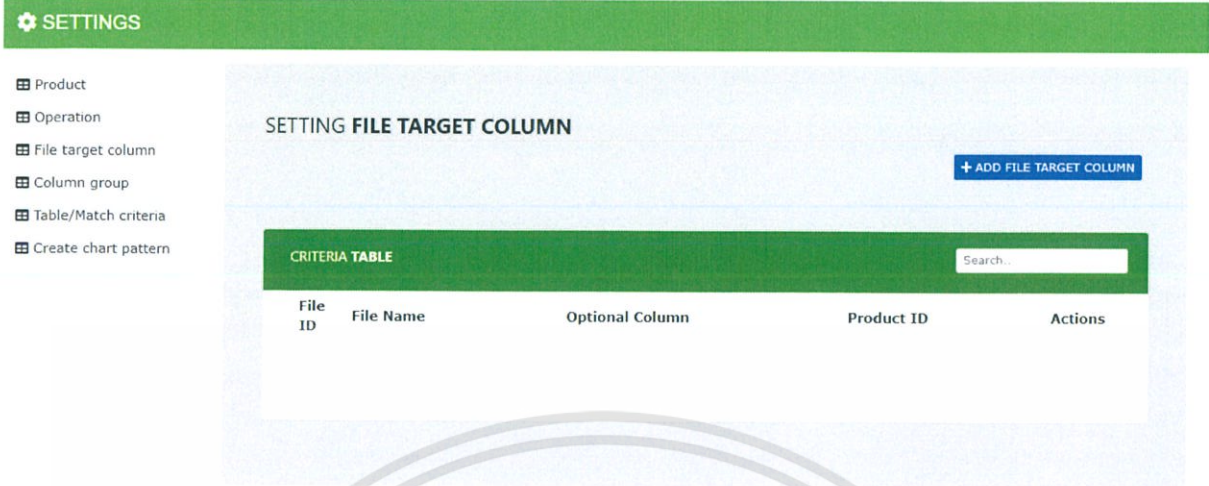 SETTINGS
Product
Operation
File target column
Column group
Table/Match criteria
Create chart pattern
SETTING FILE TARGET COLUMN
+ ADD FILE TARGET COLUMN
CRITERIA TABLE
Search..
File ID
File Name
Optional Column
Product ID
Actions